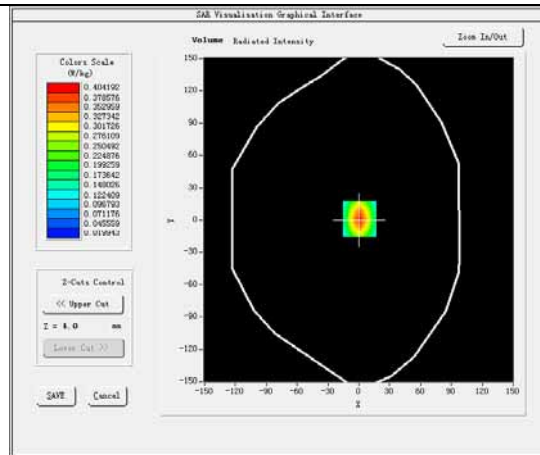 SAR Visualisation Graphical Interface
Volume Radiated Intensity
Zoom In/Out
Colors Scale
(W/kg)
0.404192
0.378576
0.352959
0.327342
0.301726
0.276109
0.250492
0.224876
0.199259
0.173642
0.148026
0.122409
0.096793
0.071176
0.045559
0.019943
Z-Cuts Control
<< Upper Cut
Z = 4.0 mm
Lower Cut >>
SAVE Cancel
150
120
90
60
30
0
-30
-60
-90
-120
-150
Y
-150 -120 -90 -60 -30 0 30 60 90 120 150
X